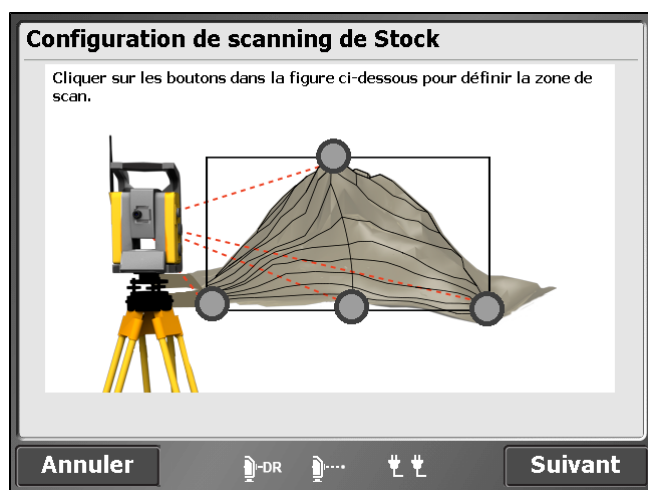 Configuration de scanning de Stock
Cliquer sur les boutons dans la figure ci-dessous pour définir la zone de
scan.
Annuler
-DR
Suivant